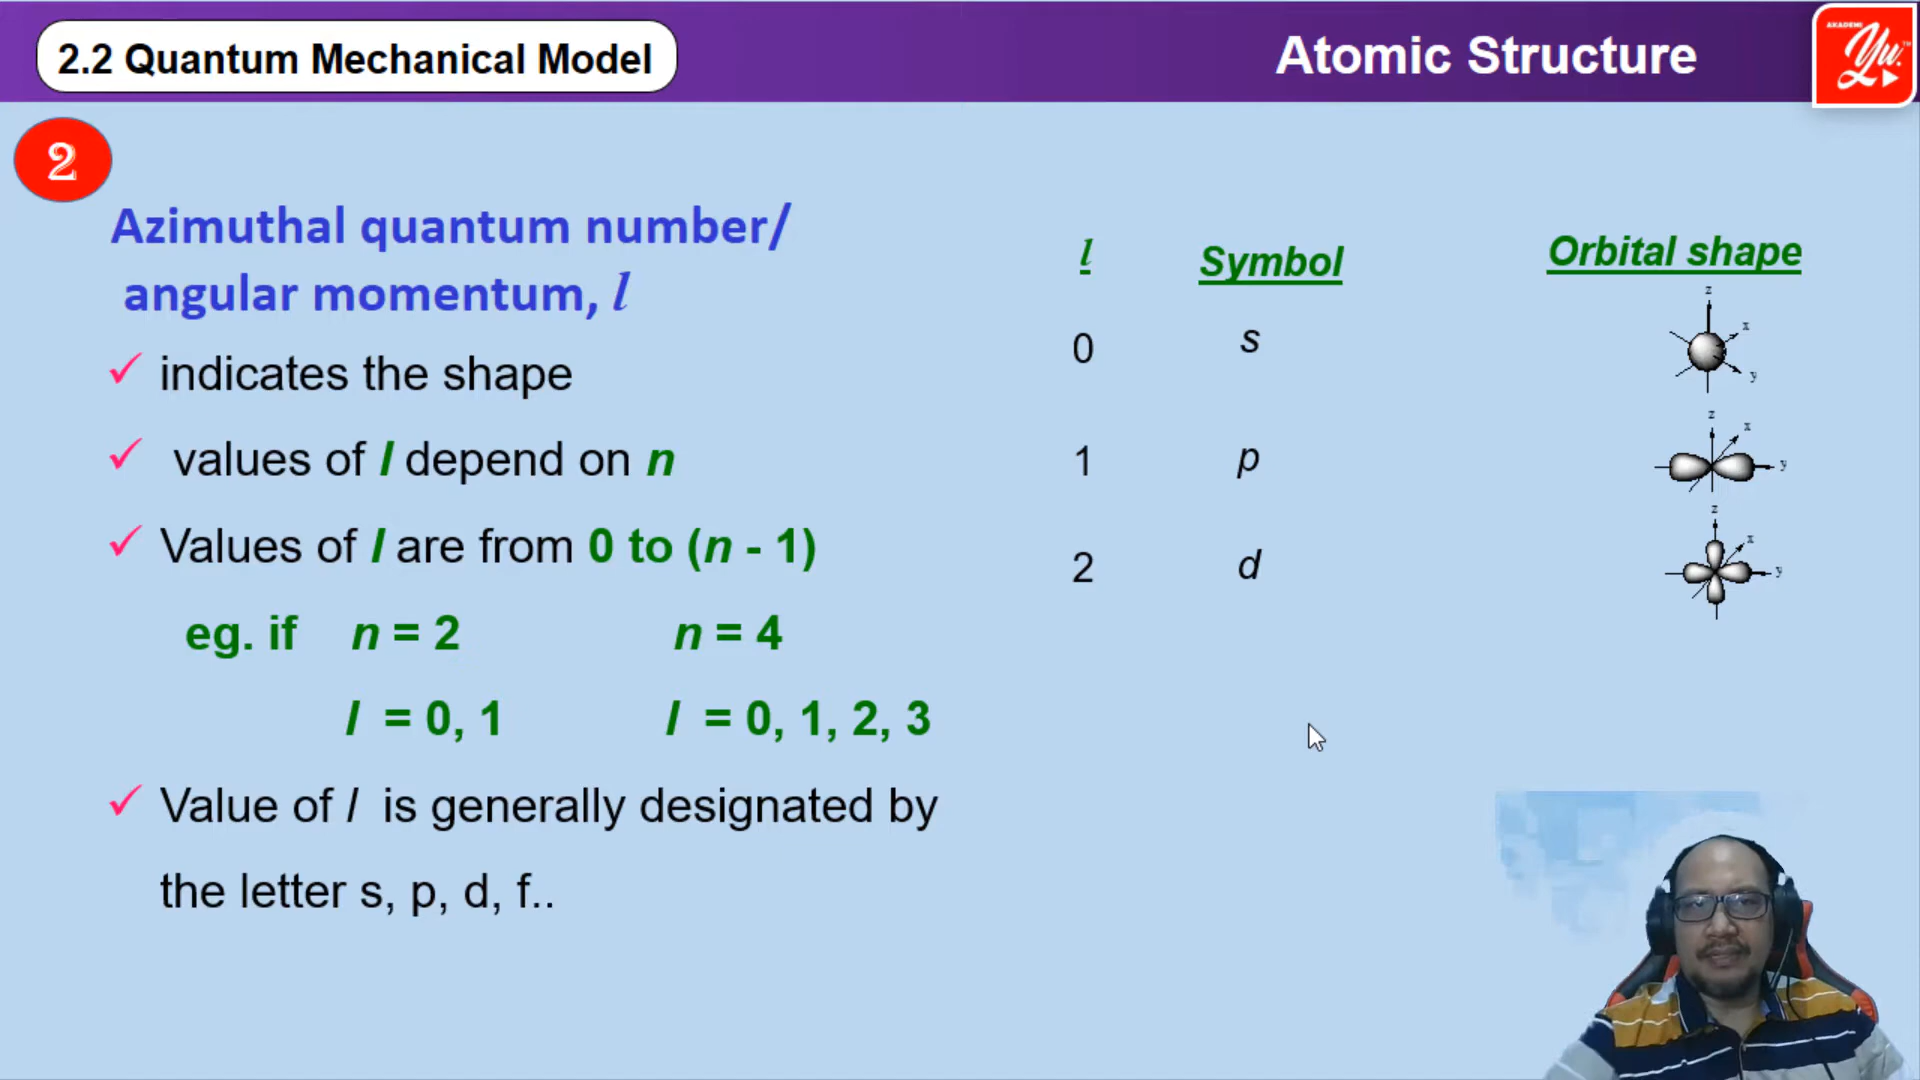 2.2 Quantum Mechanical Model
Atomic Structure
AKADEMI
Yu.
2
Azimuthal quantum number/
angular momentum, l
✓ indicates the shape
✓ values of l depend on n
✓ Values of l are from 0 to (n - 1)
eg. if n = 2 n = 4
l = 0, 1 l = 0, 1, 2, 3
✓ Value of l is generally designated by
the letter s, p, d, f..
l Symbol Orbital shape
0 s
z
x
y
1 p
z
x
y
2 d
z
x
y